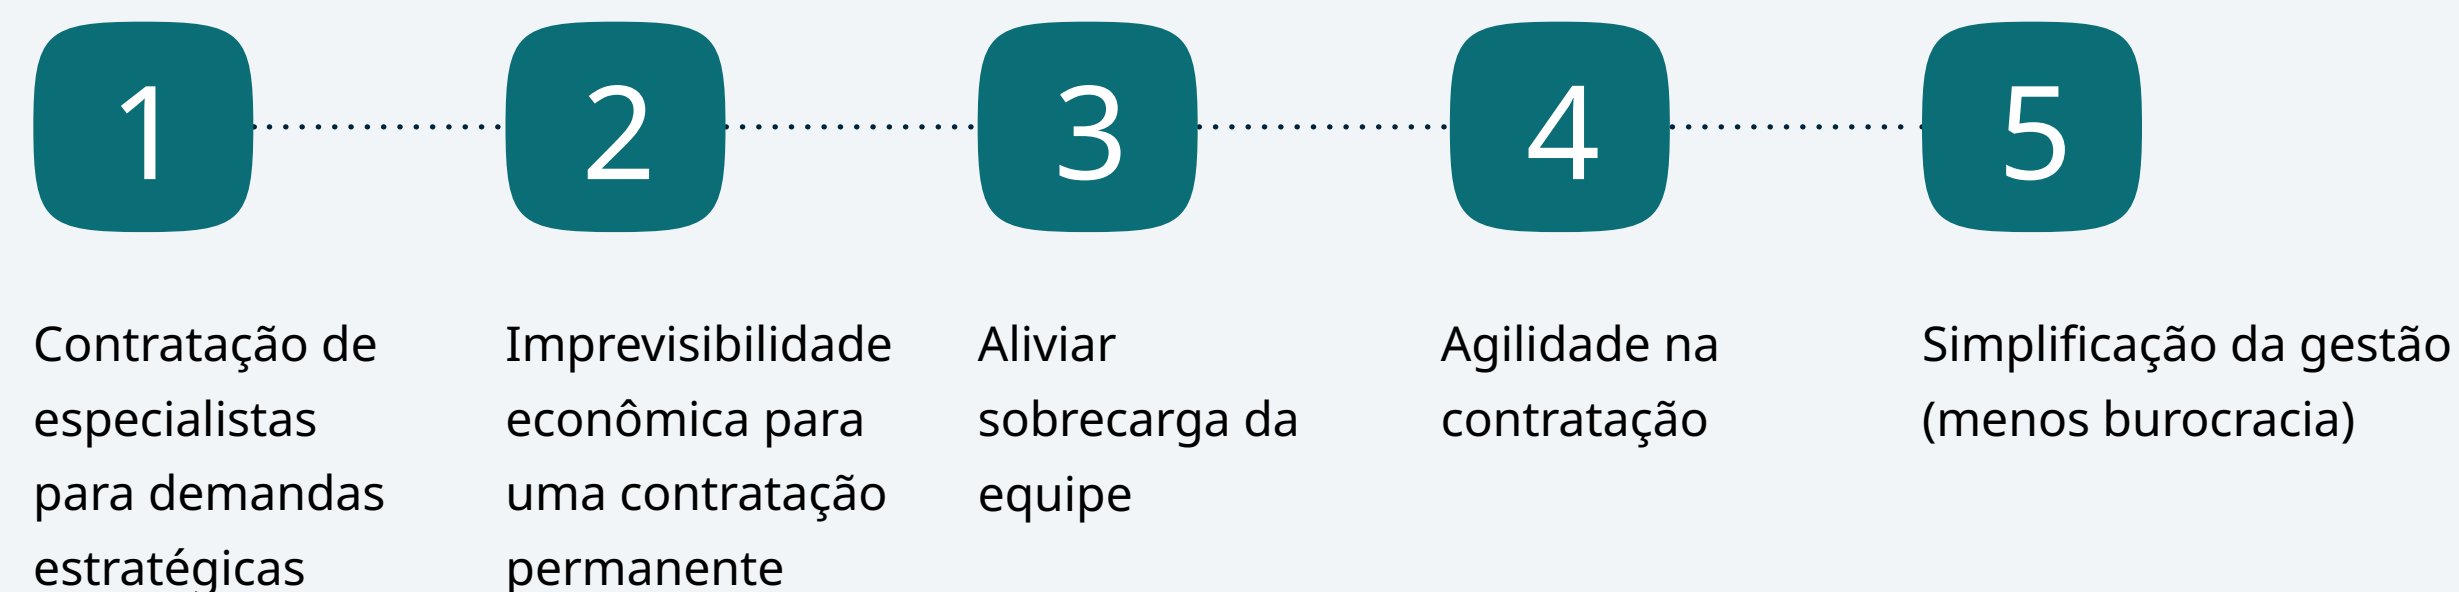 1
2
3
4
5
Contratação de
especialistas
para demandas
estratégicas
Imprevisibilidade
econômica para
uma contratação
permanente
Aliviar
sobrecarga da
equipe
Agilidade na
contratação
Simplificação da gestão
(menos burocracia)